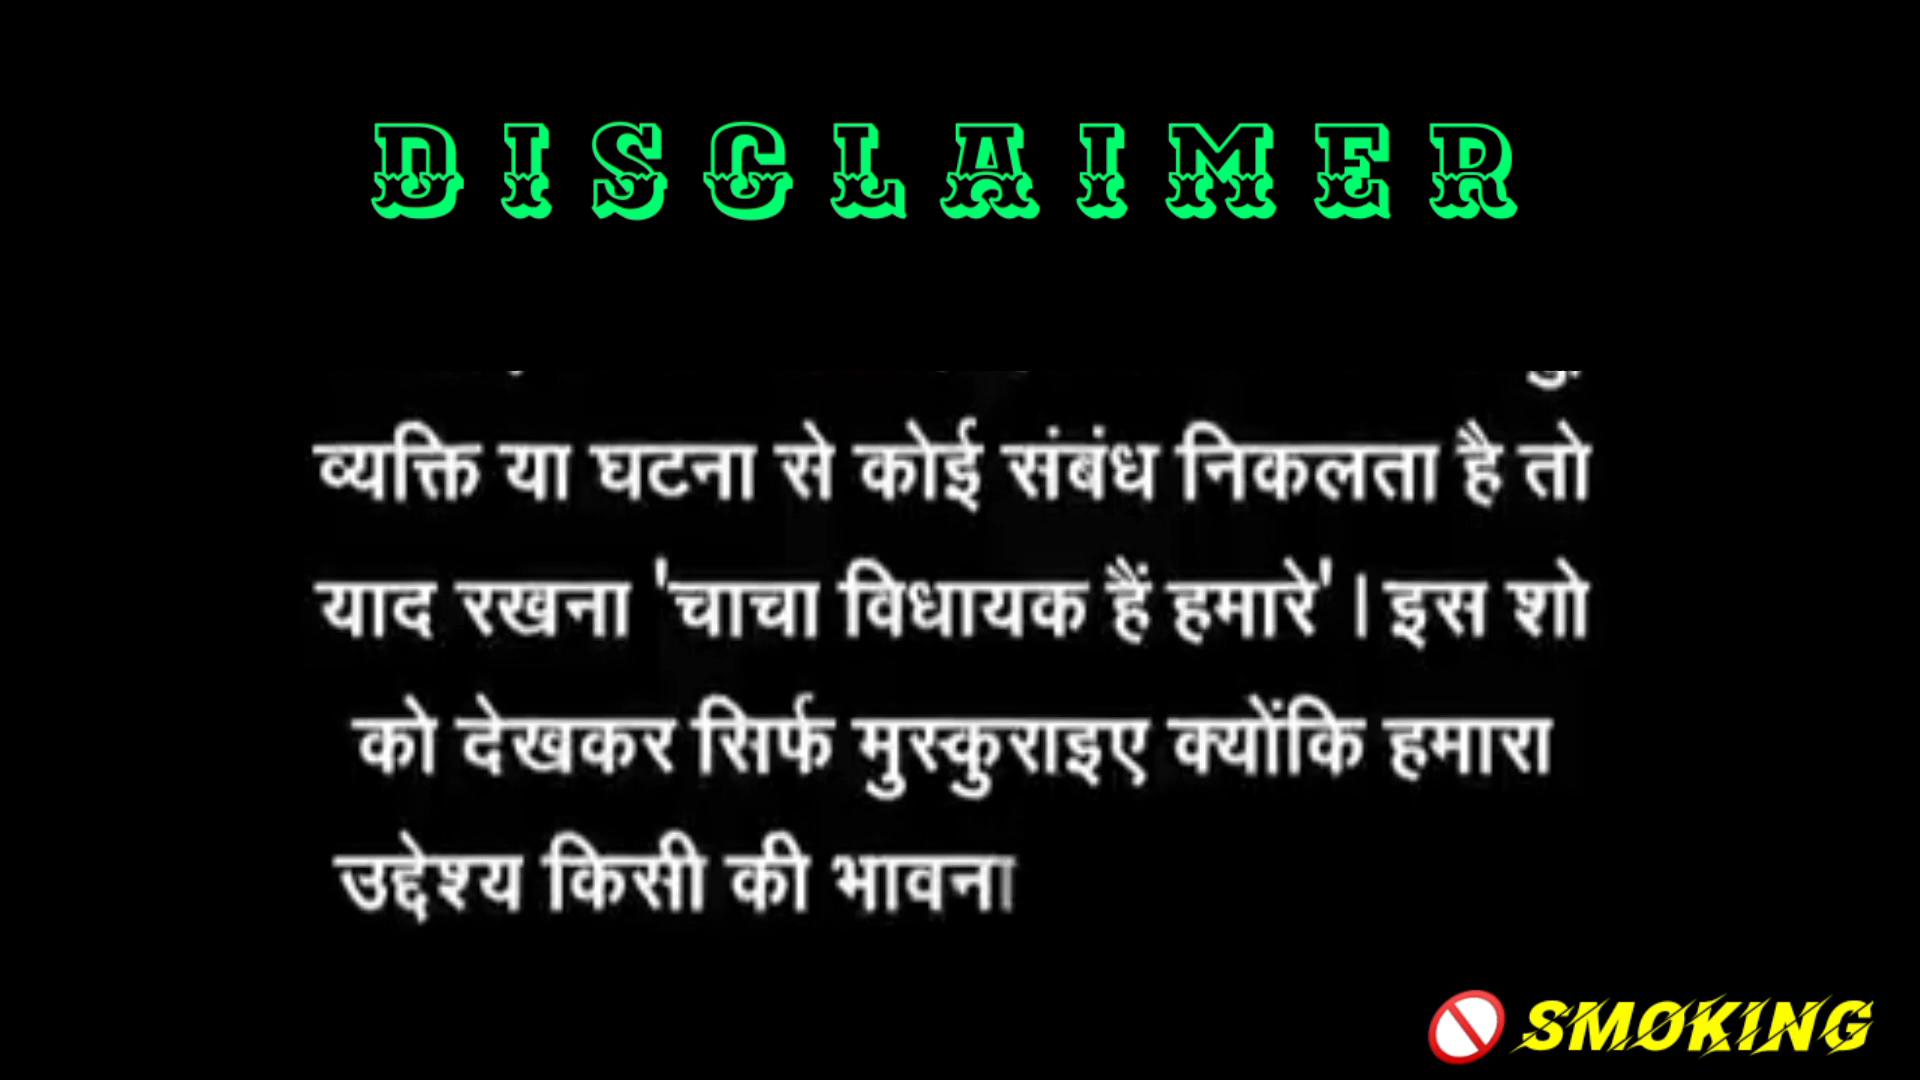 DISCLAIMER
व्यक्ति या घटना से कोई संबंध निकलता है तो
याद रखना 'चाचा विधायक हैं हमारे' । इस शो
को देखकर सिर्फ मुस्कुराइए क्योंकि हमारा
उद्देश्य किसी की भावना
🚫 SMOKING